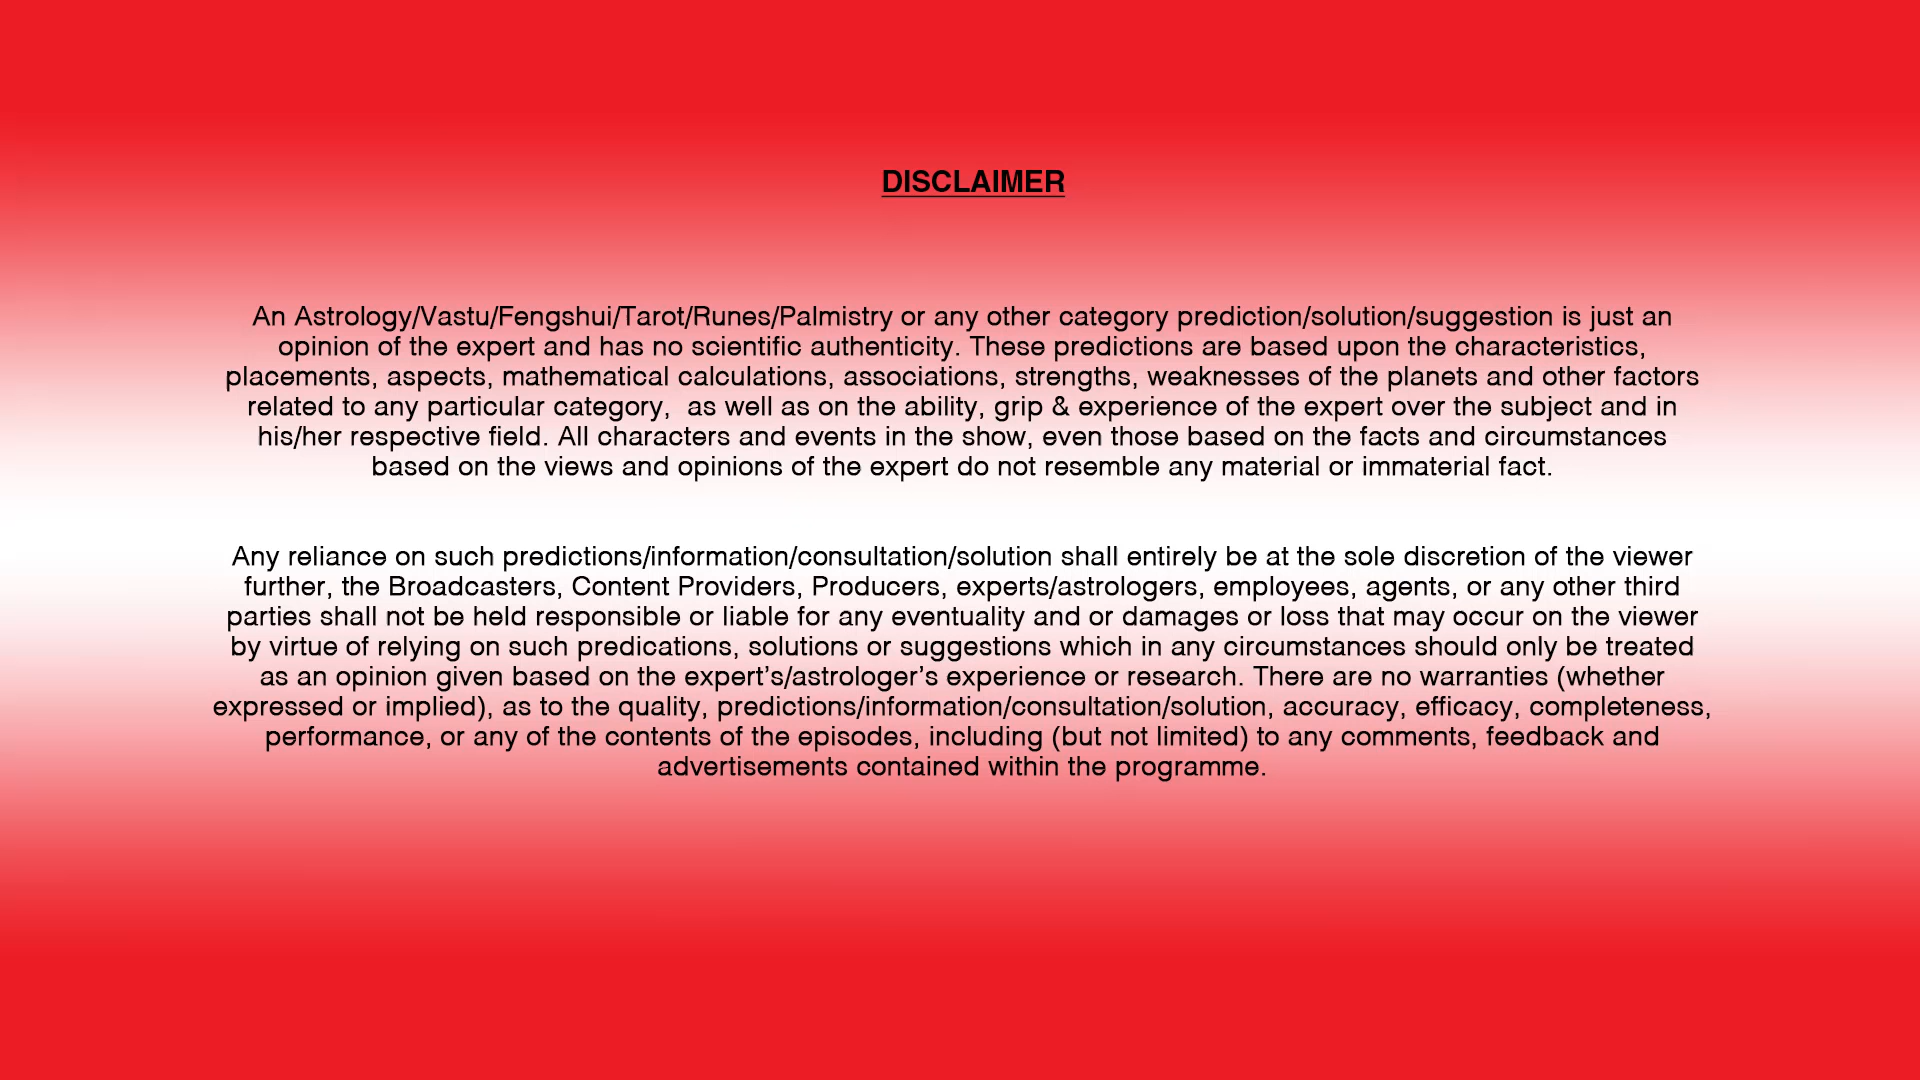 DISCLAIMER
An Astrology/Vastu/Fengshui/Tarot/Runes/Palmistry or any other category prediction/solution/suggestion is just an
opinion of the expert and has no scientific authenticity. These predictions are based upon the characteristics,
placements, aspects, mathematical calculations, associations, strengths, weaknesses of the planets and other factors
related to any particular category,  as well as on the ability, grip & experience of the expert over the subject and in
his/her respective field. All characters and events in the show, even those based on the facts and circumstances
based on the views and opinions of the expert do not resemble any material or immaterial fact.
Any reliance on such predictions/information/consultation/solution shall entirely be at the sole discretion of the viewer
further, the Broadcasters, Content Providers, Producers, experts/astrologers, employees, agents, or any other third
parties shall not be held responsible or liable for any eventuality and or damages or loss that may occur on the viewer
by virtue of relying on such predications, solutions or suggestions which in any circumstances should only be treated
as an opinion given based on the expert’s/astrologer’s experience or research. There are no warranties (whether
expressed or implied), as to the quality, predictions/information/consultation/solution, accuracy, efficacy, completeness,
performance, or any of the contents of the episodes, including (but not limited) to any comments, feedback and
advertisements contained within the programme.